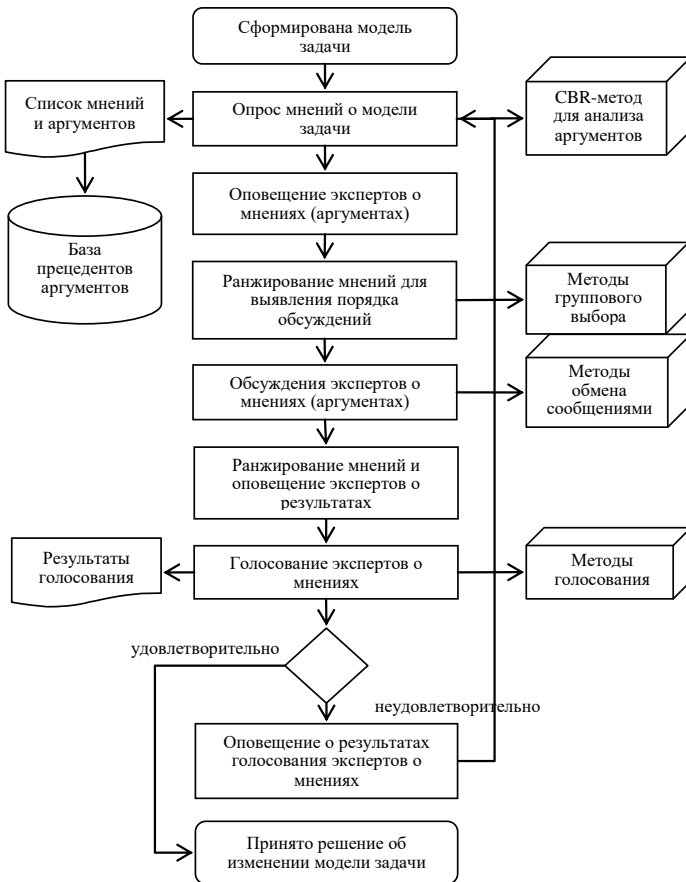 Сформирована модель
задачи
Список мнений
и аргументов
Опрос мнений о модели
задачи
CBR-метод
для анализа
аргументов
Оповещение экспертов о
мнениях (аргументах)
База
прецедентов
аргументов
Ранжирование мнений для
выявления порядка
обсуждений
Методы
группового
выбора
Обсуждения экспертов о
мнениях (аргументах)
Методы
обмена
сообщениями
Ранжирование мнений и
оповещение экспертов о
результатах
Результаты
голосования
Голосование экспертов о
мнениях
Методы
голосования
удовлетворительно
неудовлетворительно
Оповещение о результатах
голосования экспертов о
мнениях
Принято решение об
изменении модели задачи